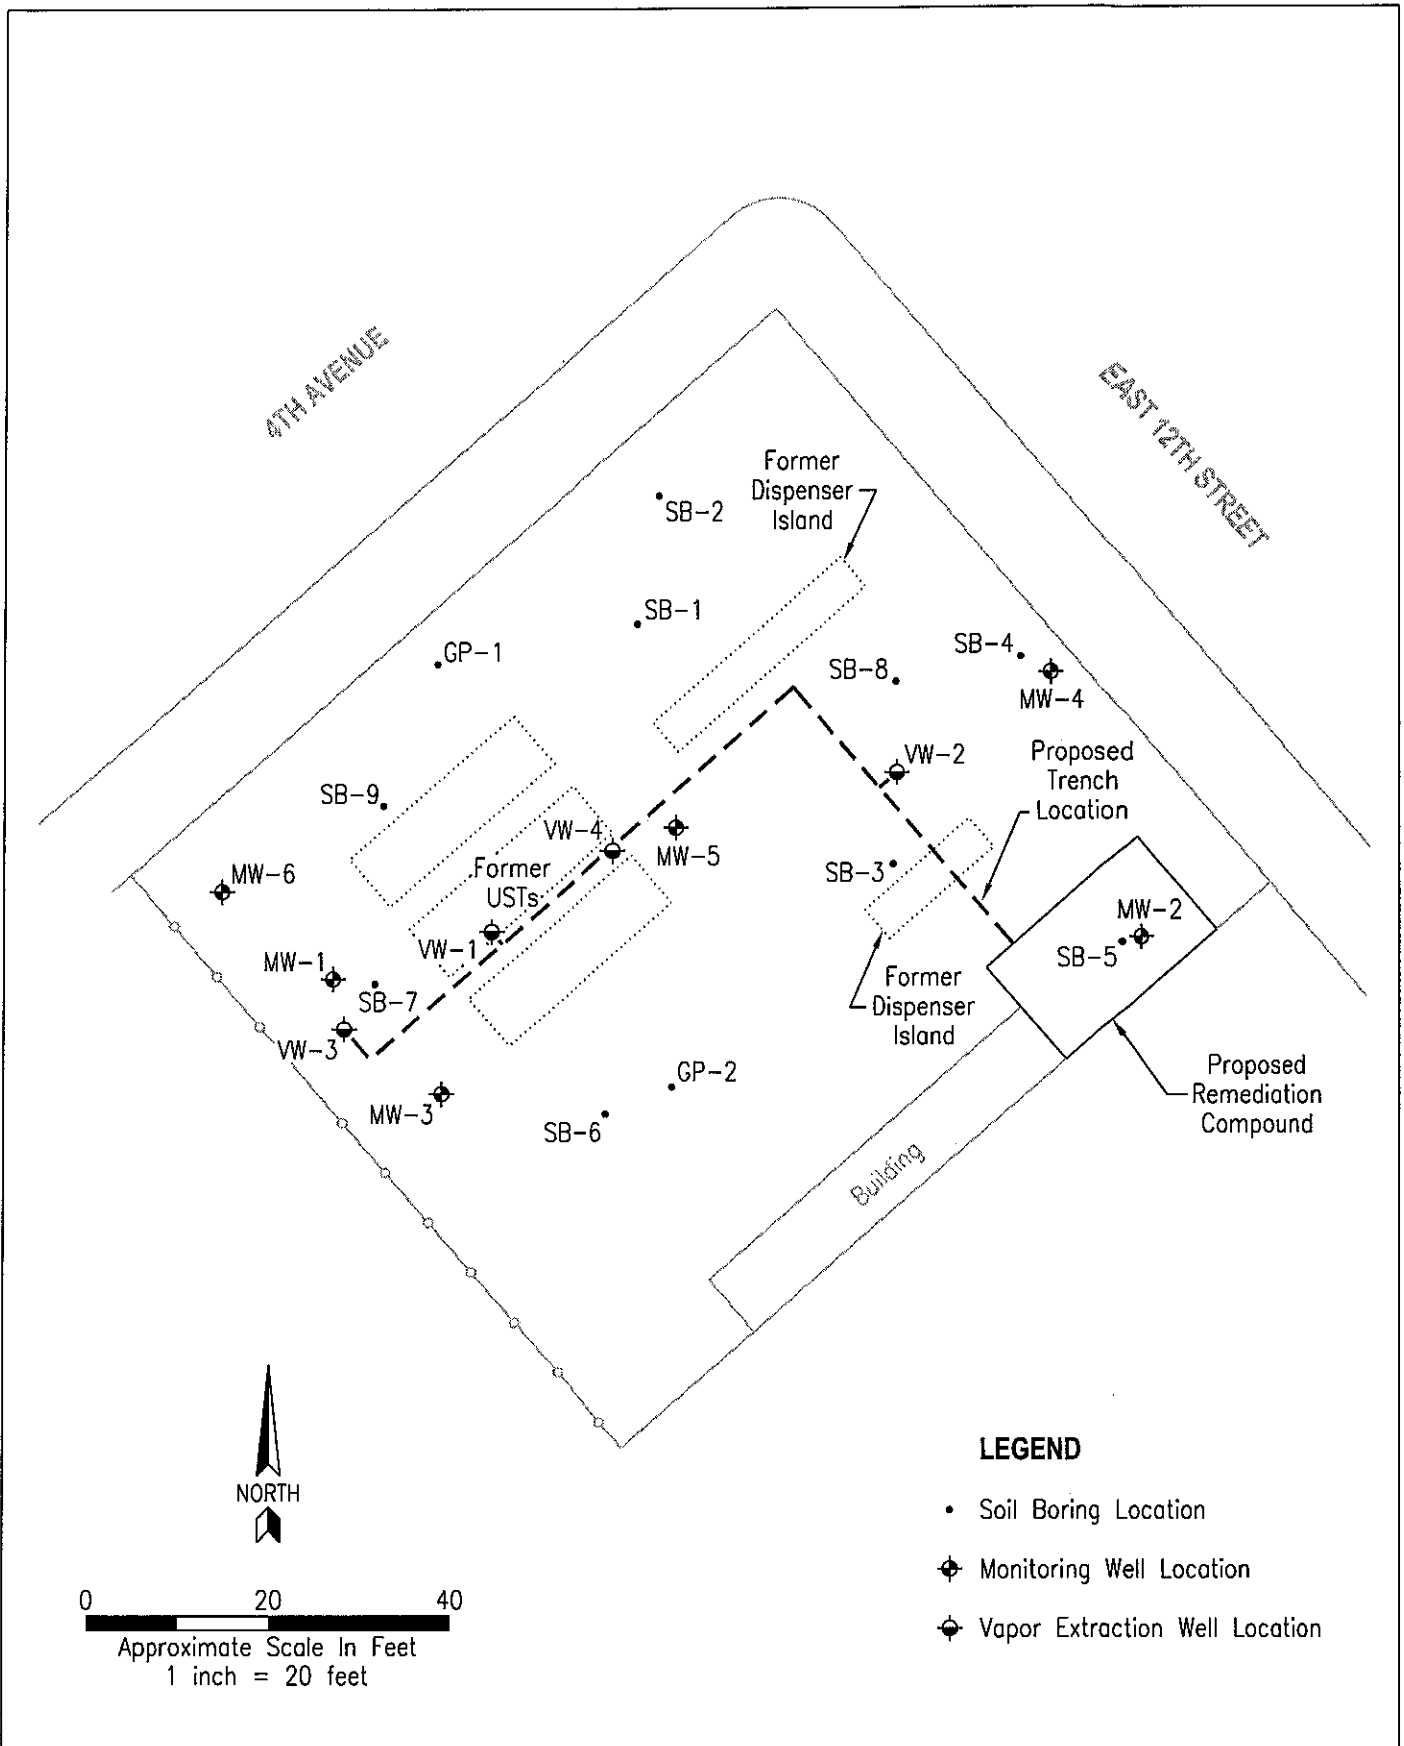 4TH AVENUE
EAST 12TH STREET
Former
Dispenser
Island
SB-2
SB-1
GP-1
SB-4
SB-8
MW-4
VW-2
Proposed
Trench
Location
SB-9
VW-4
MW-5
SB-3
Former
USTs
MW-6
MW-2
SB-5
VW-1
MW-1
SB-7
Former
Dispenser
Island
VW-3
GP-2
MW-3
SB-6
Proposed
Remediation
Compound
Building
NORTH
LEGEND
Soil Boring Location
Monitoring Well Location
Vapor Extraction Well Location
0 20 40
Approximate Scale In Feet
1 inch = 20 feet